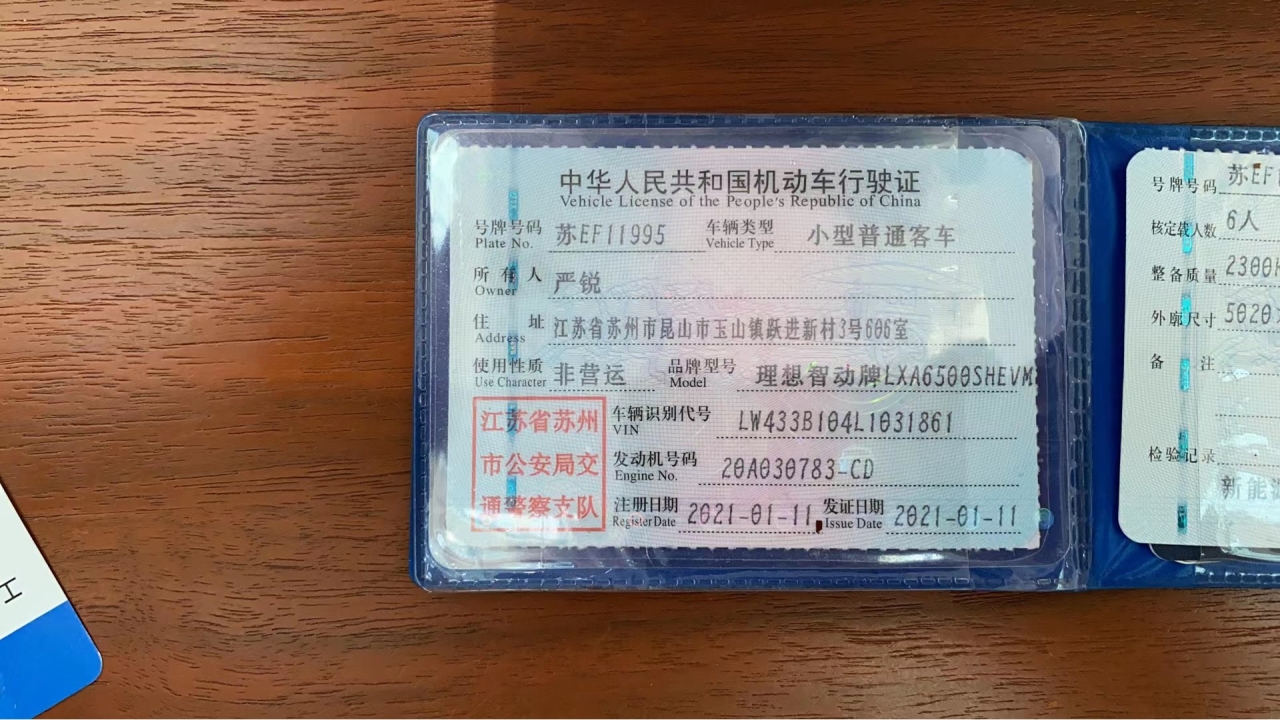 中华人民共和国机动车行驶证
Vehicle License of the People's Republic of China
号牌号码 苏EF11995 车辆类型 小型普通客车
Plate No. Vehicle Type
所有人 严锐
Owner
住址 江苏省苏州市昆山市玉山镇跃进新村3号606室
Address
使用性质 非营运 品牌型号 理想智动牌LXA6500SHEVM
Use Character Model
江苏省苏州
市公安局交
通警察支队
车辆识别代号 LW433B104L1031861
VIN
发动机号码 20A030783-CD
Engine No.
注册日期 2021-01-11 发证日期 2021-01-11
Register Date Issue Date
号牌号码 苏EF1
核定载人数 6人
整备质量 2300k
外廓尺寸 5020
备注
检验记录
新能源
H